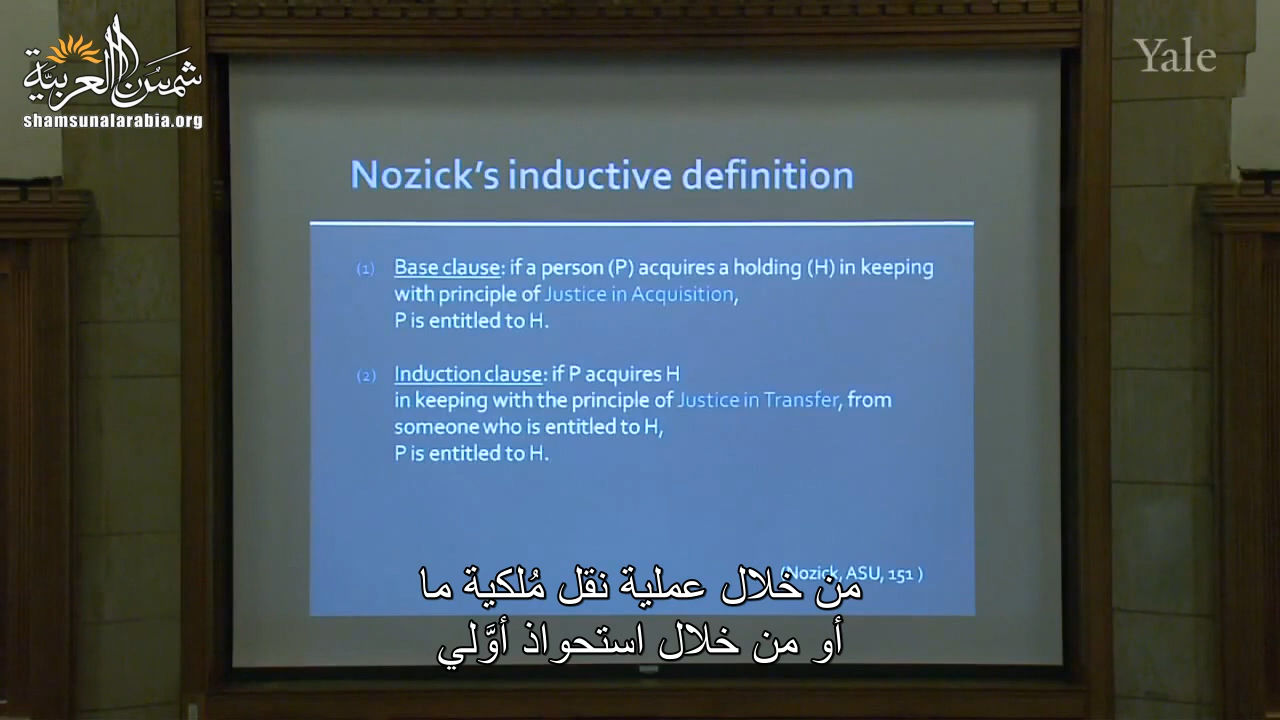 شمس العربية
shamsunalarabia.org
Yale
Nozick's inductive definition
(1) Base clause: if a person (P) acquires a holding (H) in keeping
with principle of Justice in Acquisition,
P is entitled to H.
(2) Induction clause: if P acquires H
in keeping with the principle of Justice in Transfer, from
someone who is entitled to H,
P is entitled to H.
(Nozick, ASU, 151 )
من خلال عملية نقل مُلكية ما
أو من خلال استحواذ أوَّلي